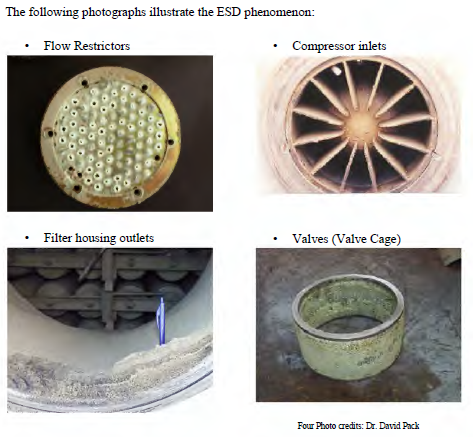 The following photographs illustrate the ESD phenomenon:
• Flow Restrictors
• Compressor inlets
• Filter housing outlets
• Valves (Valve Cage)
Four Photo credits: Dr. David Pack